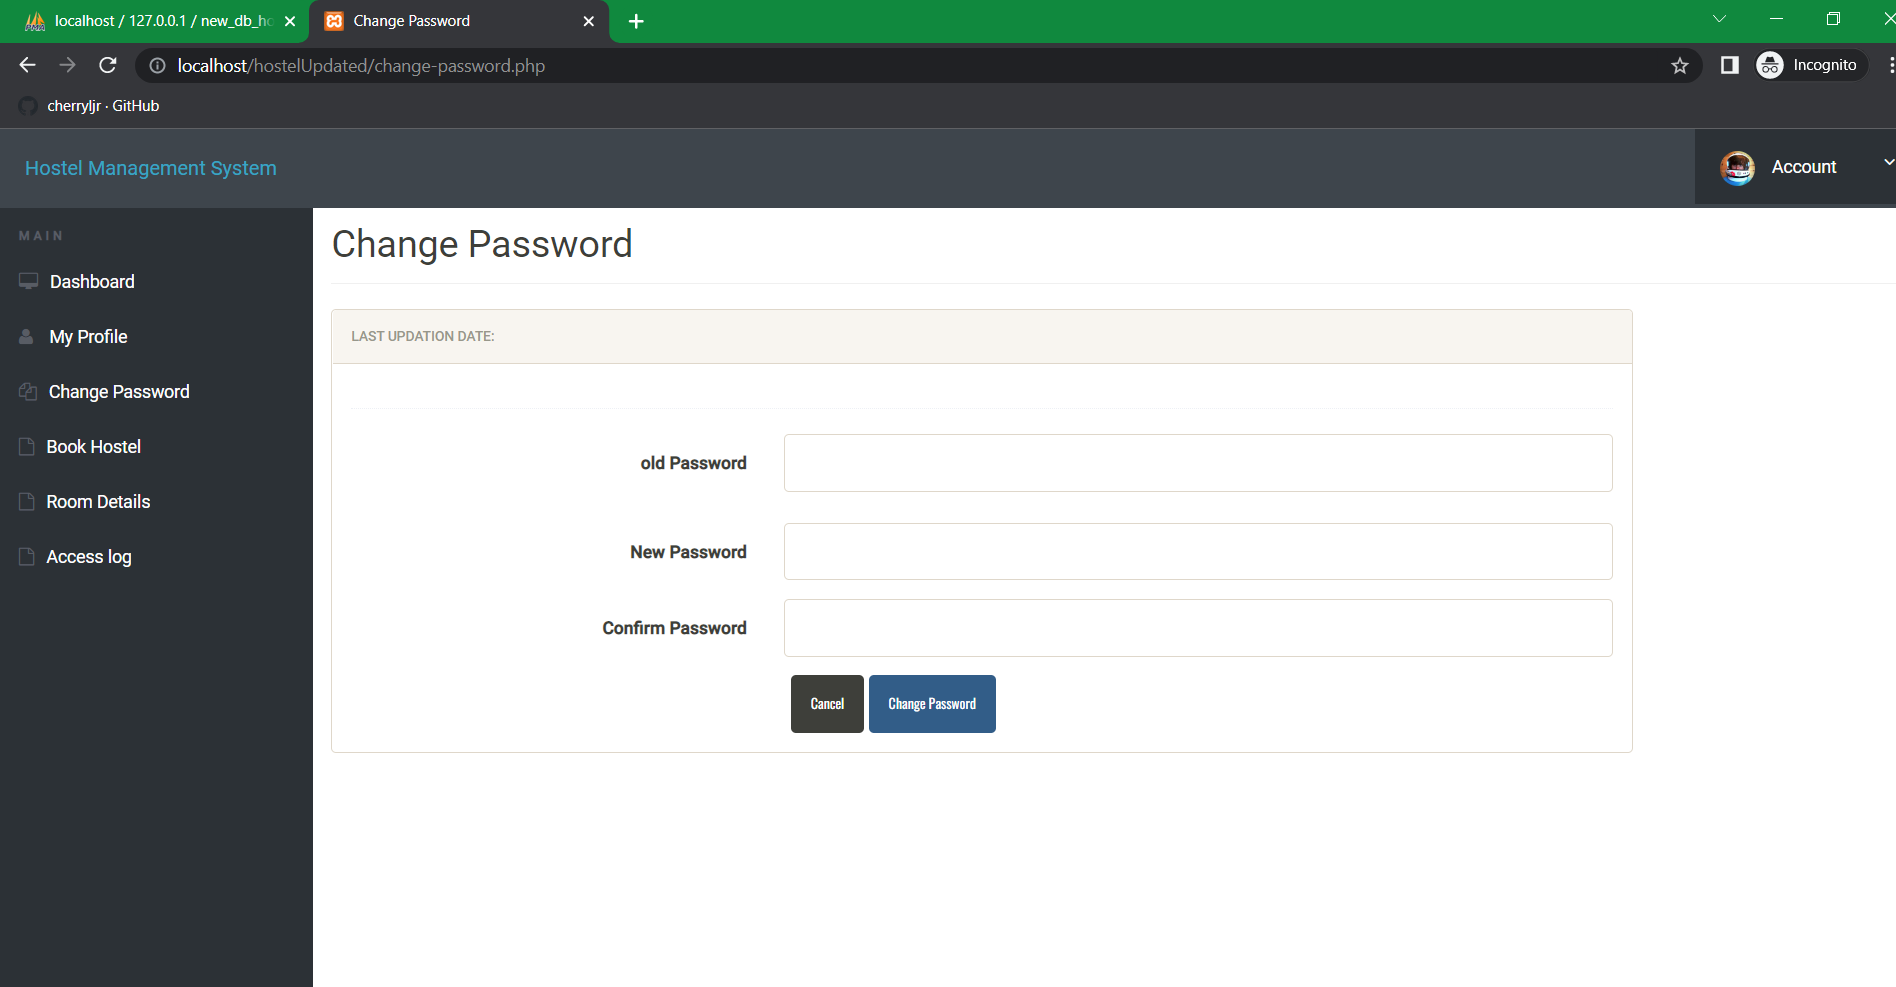 localhost / 127.0.0.1 / new_db_ho
Change Password
localhost/hostelUpdated/change-password.php
Incognito
cherryljr · GitHub
Hostel Management System
Account
MAIN
Dashboard
My Profile
Change Password
Book Hostel
Room Details
Access log
Change Password
LAST UPDATION DATE:
old Password
New Password
Confirm Password
Cancel
Change Password